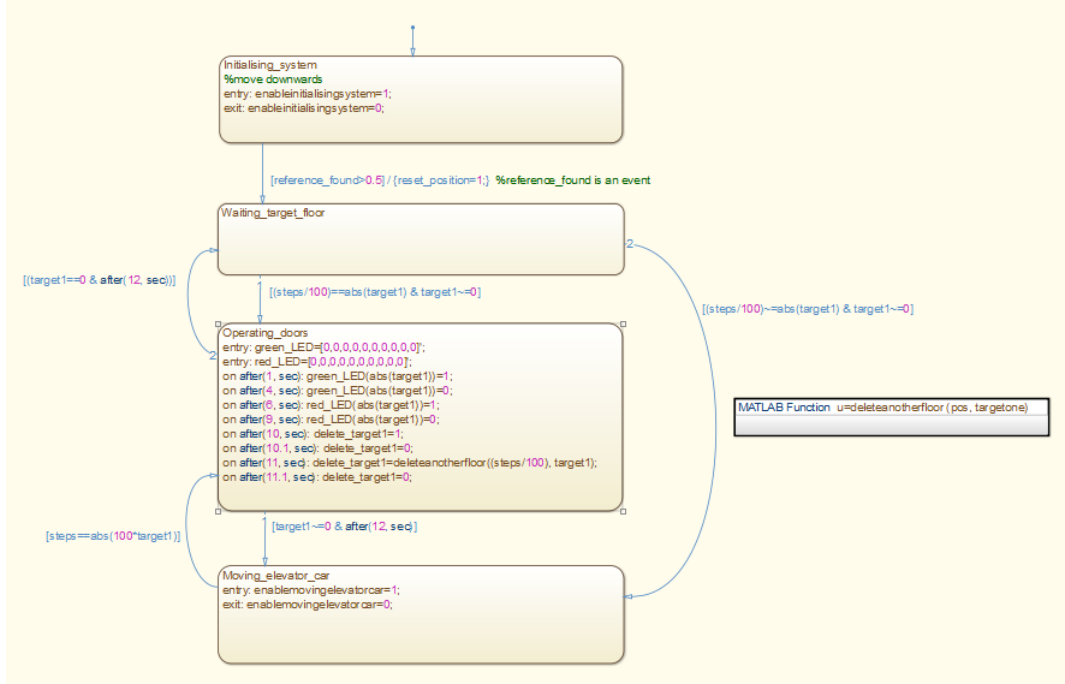 Initialising_system
%move downwards
entry: enableinitialisingsystem=1;
exit: enableinitialisingsystem=0;
[reference_found>0.5] / {reset_position=1;} %reference_found is an event
Waiting_target_floor
2
[(target1==0 & after(12, sec))]
1
[(steps/100)==abs(target1) & target1~=0]
[(steps/100)~=abs(target1) & target1~=0]
Operating_doors
entry: green_LED=[0,0,0,0,0,0,0,0,0,0]';
2
entry: red_LED=[0,0,0,0,0,0,0,0,0,0]';
on after(1, sec): green_LED(abs(target1))=1;
on after(4, sec): green_LED(abs(target1))=0;
on after(6, sec): red_LED(abs(target1))=1;
on after(9, sec): red_LED(abs(target1))=0;
on after(10, sec): delete_target1=1;
on after(10.1, sec): delete_target1=0;
on after(11, sec): delete_target1=deleteanotherfloor((steps/100), target1);
on after(11.1, sec): delete_target1=0;
MATLAB Function u=deleteanotherfloor (pos, targetone)
1
[target1~=0 & after(12, sec)]
[steps==abs(100*target1)]
Moving_elevator_car
entry: enablemovingelevatorcar=1;
exit: enablemovingelevatorcar=0;